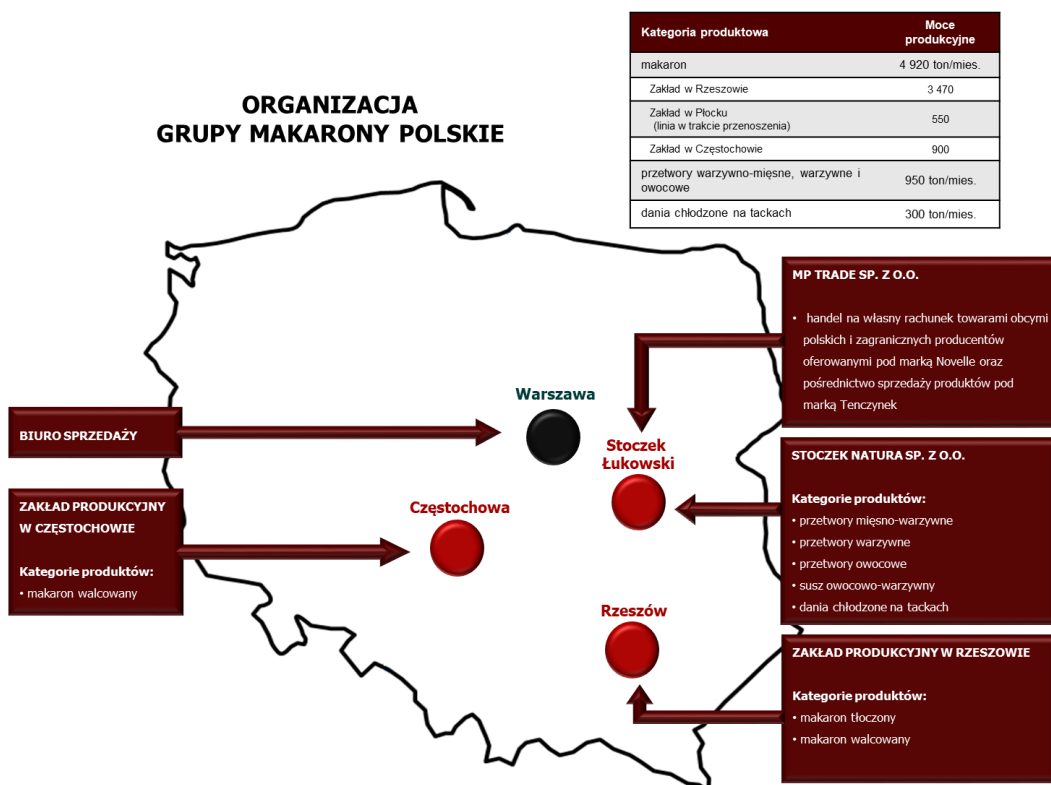 ORGANIZACJA
GRUPY MAKARONY POLSKIE
Kategoria produktowa Moce produkcyjne
makaron 4 920 ton/mies.
Zakład w Rzeszowie 3 470
Zakład w Płocku
(linia w trakcie przenoszenia) 550
Zakład w Częstochowie 900
przetwory warzywno-mięsne, warzywne i
owocowe 950 ton/mies.
dania chłodzone na tackach 300 ton/mies.
MP TRADE SP. Z O.O.
• handel na własny rachunek towarami obcymi
polskich i zagranicznych producentów
oferowanymi pod marką Novelle oraz
pośrednictwo sprzedaży produktów pod
marką Tenczynek
Warszawa
BIURO SPRZEDAŻY
Stoczek
Łukowski
STOCZEK NATURA SP. Z O.O.
Kategorie produktów:
• przetwory mięsno-warzywne
• przetwory warzywne
• przetwory owocowe
• susz owocowo-warzywny
• dania chłodzone na tackach
ZAKŁAD PRODUKCYJNY
W CZĘSTOCHOWIE
Kategorie produktów:
• makaron walcowany
Częstochowa
Rzeszów
ZAKŁAD PRODUKCYJNY W RZESZOWIE
Kategorie produktów:
• makaron tłoczony
• makaron walcowany